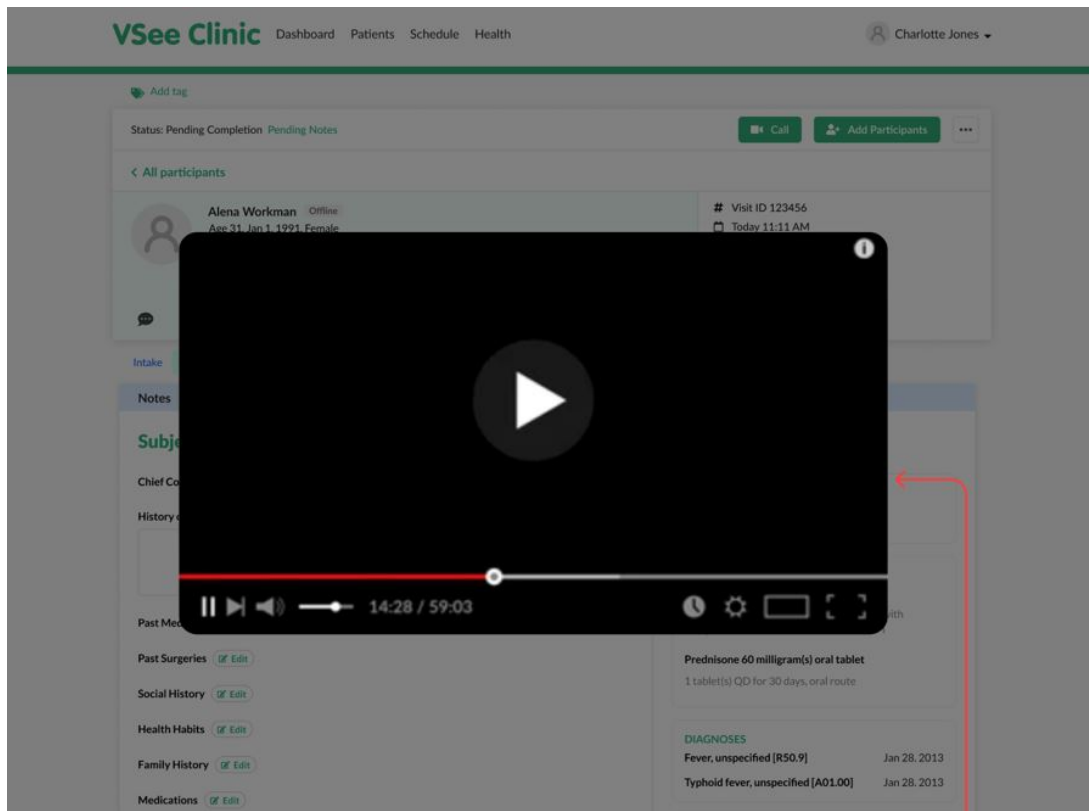 VSee Clinic Dashboard Patients Schedule Health Charlotte Jones
Add tag
Status: Pending Completion Pending Notes Call Add Participants
All participants
Alena Workman Offline # Visit ID 123456
Age 31, Jan 1, 1991, Female Today 11:11 AM
Intake
Notes
Subje
Chief Co
History
14:28 / 59:03
Past Med with
Past Surgeries Edit Prednisone 60 milligram(s) oral tablet
1 tablet(s) QD for 30 days, oral route
Social History Edit
Health Habits Edit
DIAGNOSES
Family History Edit Fever, unspecified [R50.9] Jan 28. 2013
Typhoid fever, unspecified [A01.00] Jan 28. 2013
Medications Edit